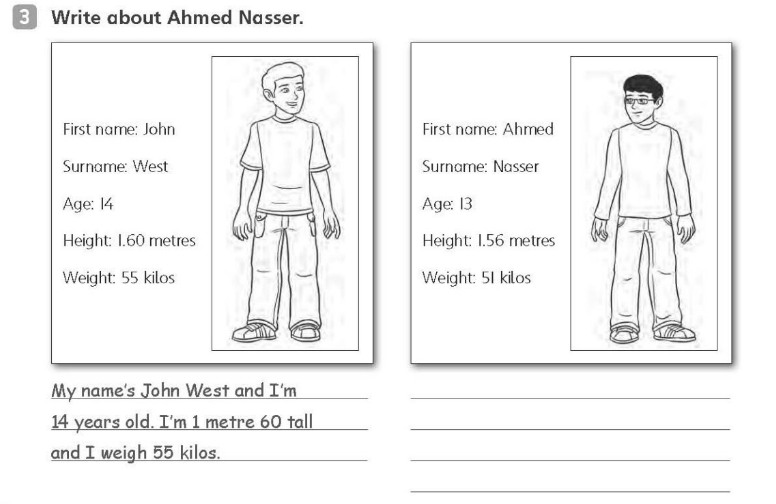 3 Write about Ahmed Nasser.
First name: John
Surname: West
Age: 14
Height: 1.60 metres
Weight: 55 kilos
First name: Ahmed
Surname: Nasser
Age: 13
Height: 1.56 metres
Weight: 51 kilos
My name's John West and I'm
14 years old. I'm 1 metre 60 tall
and I weigh 55 kilos.